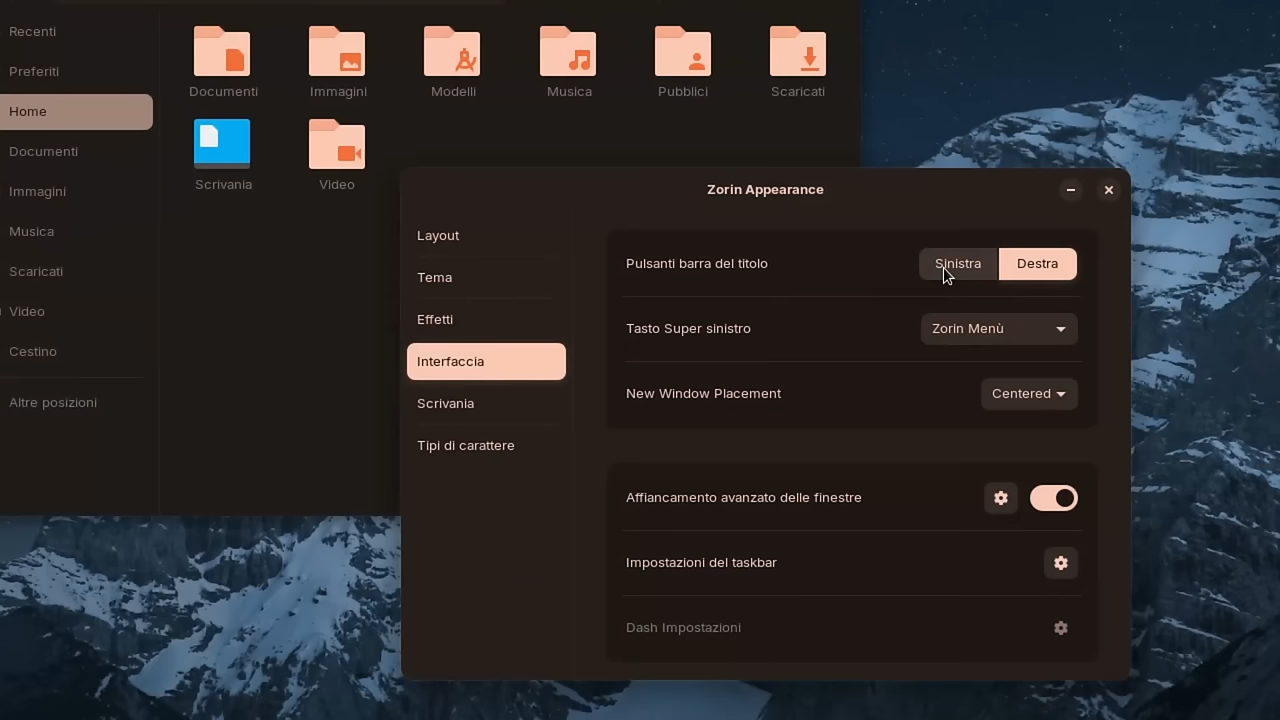 Recenti
Preferiti
Home
Documenti
Immagini
Musica
Scaricati
Video
Cestino
Altre posizioni
Documenti
Immagini
Modelli
Musica
Pubblici
Scaricati
Scrivania
Video
Zorin Appearance
Layout
Tema
Effetti
Interfaccia
Scrivania
Tipi di carattere
Pulsanti barra del titolo
Sinistra
Destra
Tasto Super sinistro
Zorin Menù
New Window Placement
Centered
Affiancamento avanzato delle finestre
Impostazioni del taskbar
Dash Impostazioni